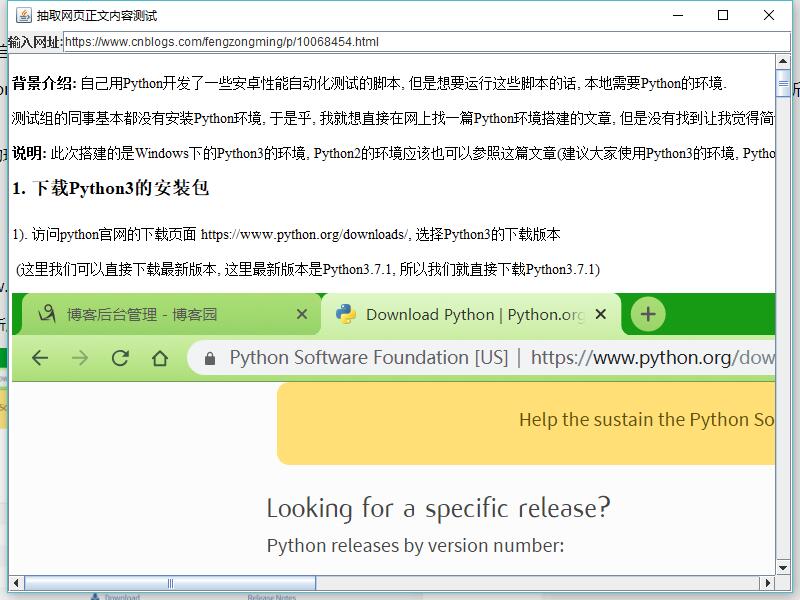 抽取网页正文内容测试
输入网址:https://www.cnblogs.com/fengzongming/p/10068454.html
背景介绍: 自己用Python开发了一些安卓性能自动化测试的脚本, 但是想要运行这些脚本的话, 本地需要Python的环境.
测试组的同事基本都没有安装Python环境, 于是乎, 我就想直接在网上找一篇Python环境搭建的文章, 但是没有找到让我觉得简
说明: 此次搭建的是Windows下的Python3的环境, Python2的环境应该也可以参照这篇文章(建议大家使用Python3的环境, Pytho
1. 下载Python3的安装包
1). 访问python官网的下载页面 https://www.python.org/downloads/, 选择Python3的下载版本
(这里我们可以直接下载最新版本, 这里最新版本是Python3.7.1, 所以我们就直接下载Python3.7.1)
博客后台管理 - 博客园
Download Python | Python.org
Python Software Foundation [US] | https://www.python.org/dow
Help the sustain the Python So
Looking for a specific release?
Python releases by version number:
Download Release Notes